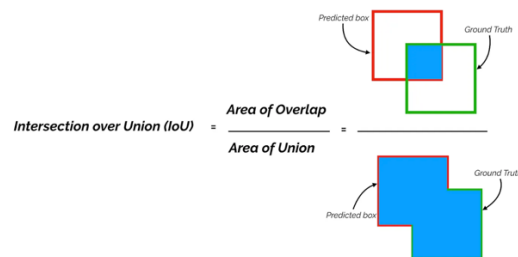 Predicted box
Ground Truth
Area of Overlap
Intersection over Union (IoU) = =
Area of Union
Ground Trut
Predicted box